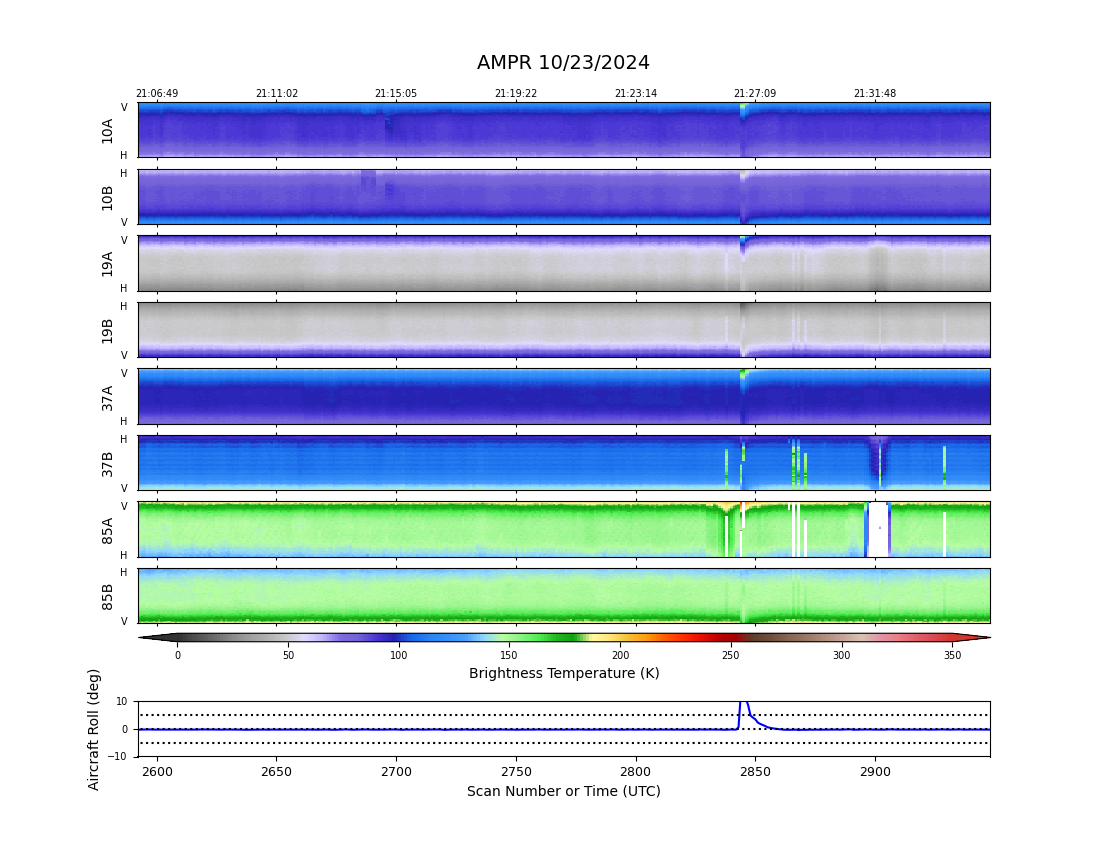 AMPR 10/23/2024
21:06:49 21:11:02 21:15:05 21:19:22 21:23:14 21:27:09 21:31:48
V
10A
H
H
10B
V
V
19A
H
H
19B
V
V
37A
H
H
37B
V
V
85A
H
H
85B
V
0 50 100 150 200 250 300 350
Brightness Temperature (K)
Aircraft Roll (deg)
10
0
−10
2600 2650 2700 2750 2800 2850 2900
Scan Number or Time (UTC)